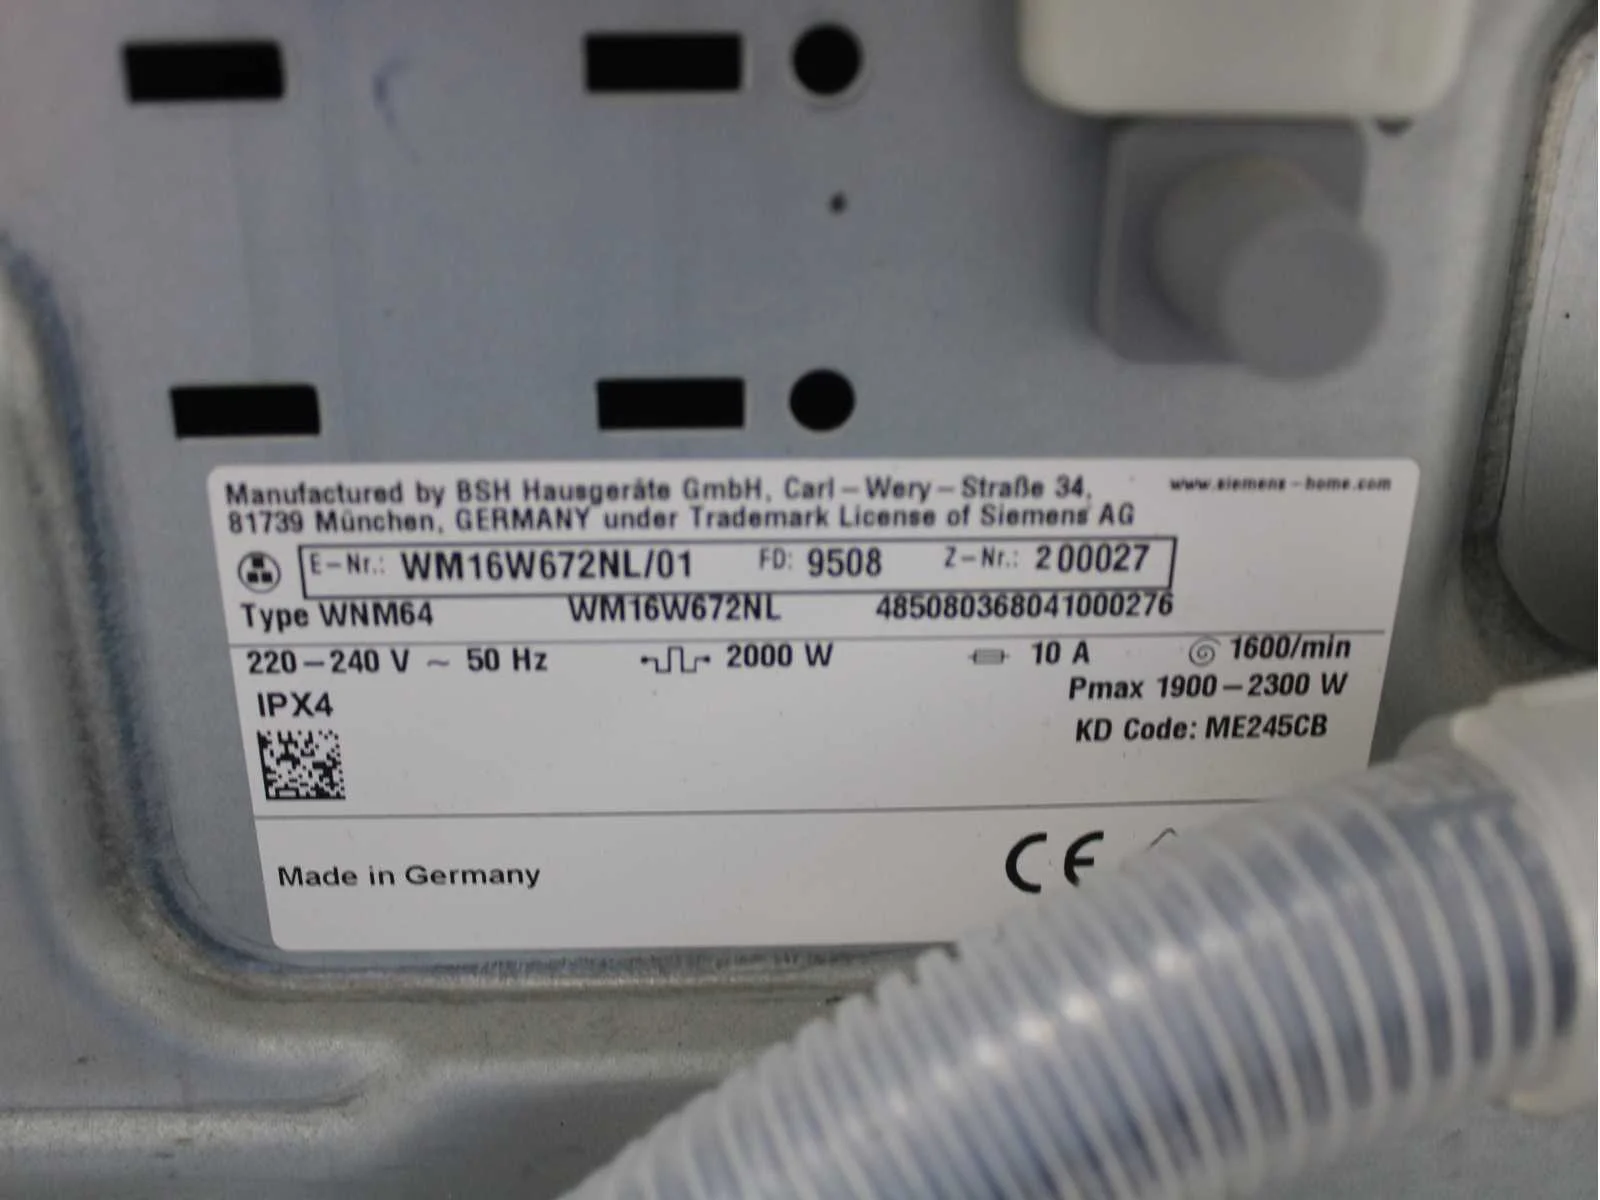 Manufactured by BSH Hausgeräte GmbH, Carl-Wery-Straße 34,
www.siemens-home.com
81739 München, GERMANY under Trademark License of Siemens AG
E-Nr.: WM16W672NL/01 FD: 9508 Z-Nr.: 200027
Type WNM64 WM16W672NL 485080368041000276
220-240 V ~ 50 Hz 2000 W 10 A 1600/min
IPX4 Pmax 1900-2300 W
KD Code: ME245CB
Made in Germany CE